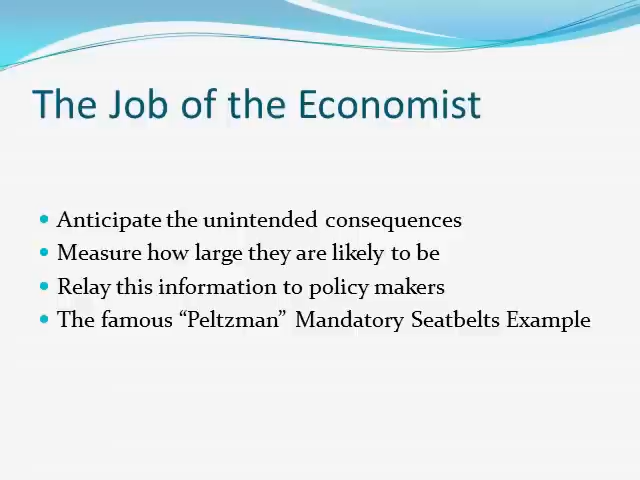 The Job of the Economist
Anticipate the unintended consequences
Measure how large they are likely to be
Relay this information to policy makers
The famous “Peltzman” Mandatory Seatbelts Example